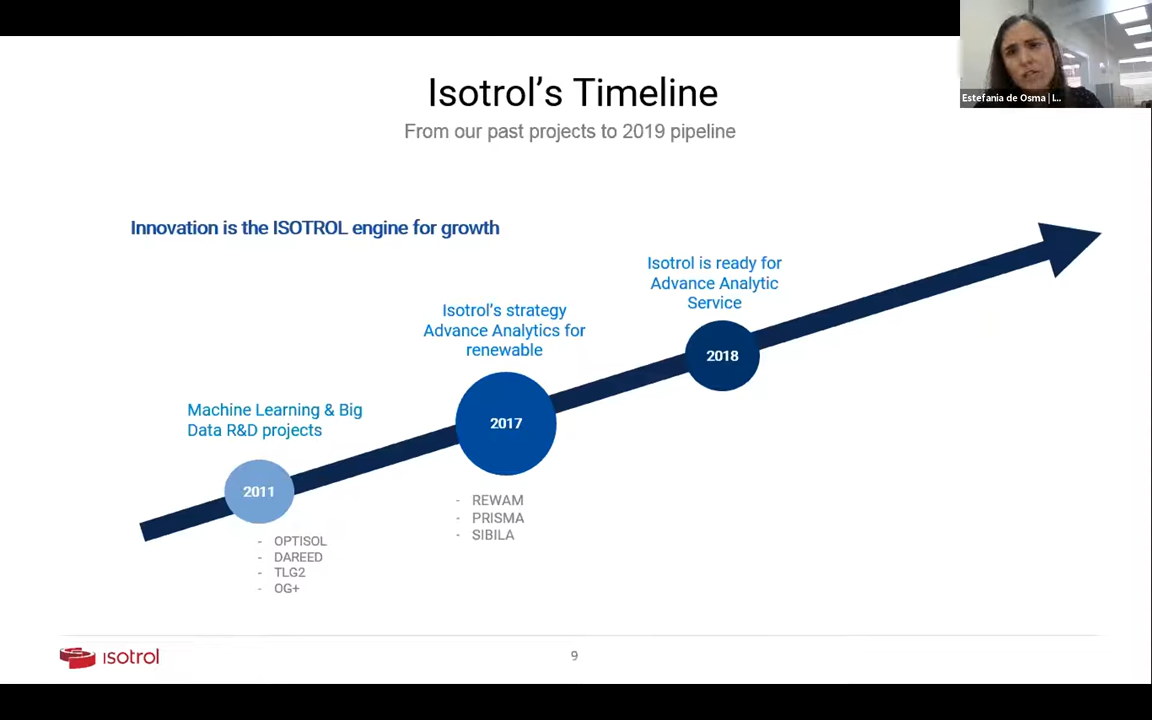 Estefania de Osma | I...
Isotrol's Timeline
From our past projects to 2019 pipeline
Innovation is the ISOTROL engine for growth
Isotrol is ready for
Advance Analytic
Service
Isotrol's strategy
Advance Analytics for
renewable
2018
Machine Learning & Big
Data R&D projects
2017
2011
- REWAM
- PRISMA
- SIBILA
- OPTISOL
- DAREED
- TLG2
- OG+
isotrol
9